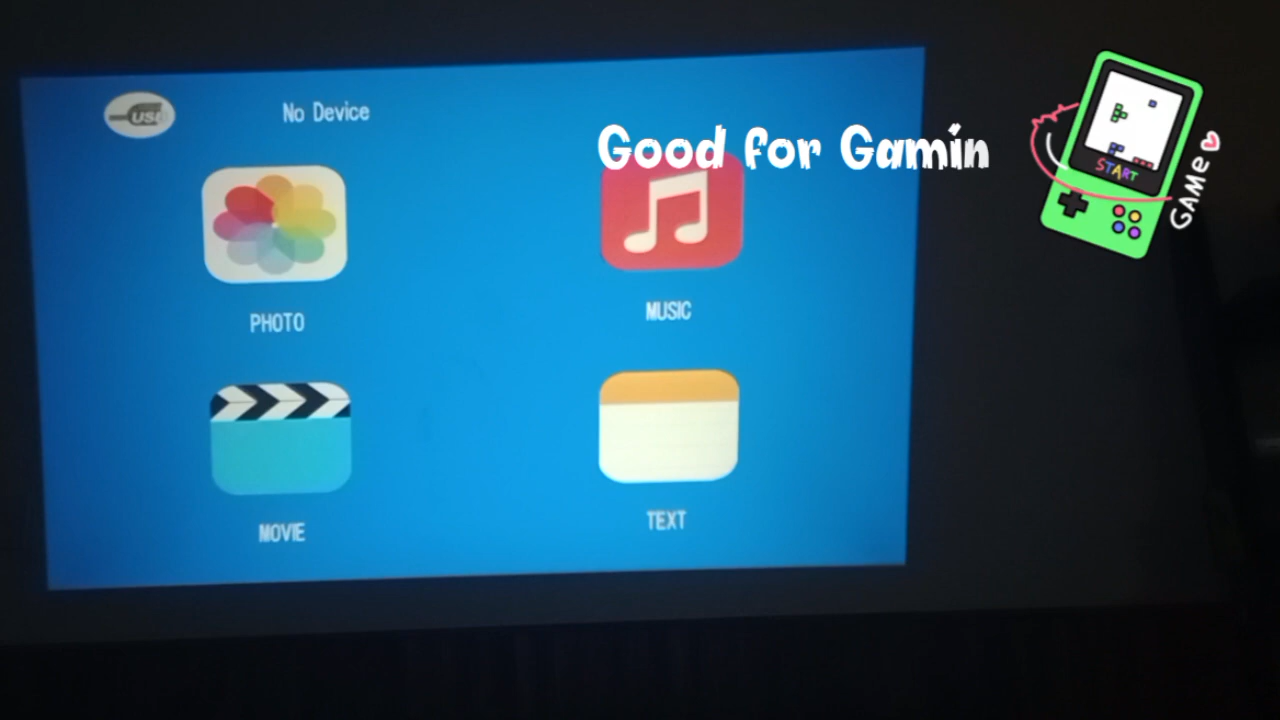 USB
No Device
Good for Gamin
START
GAME
PHOTO
MUSIC
MOVIE
TEXT